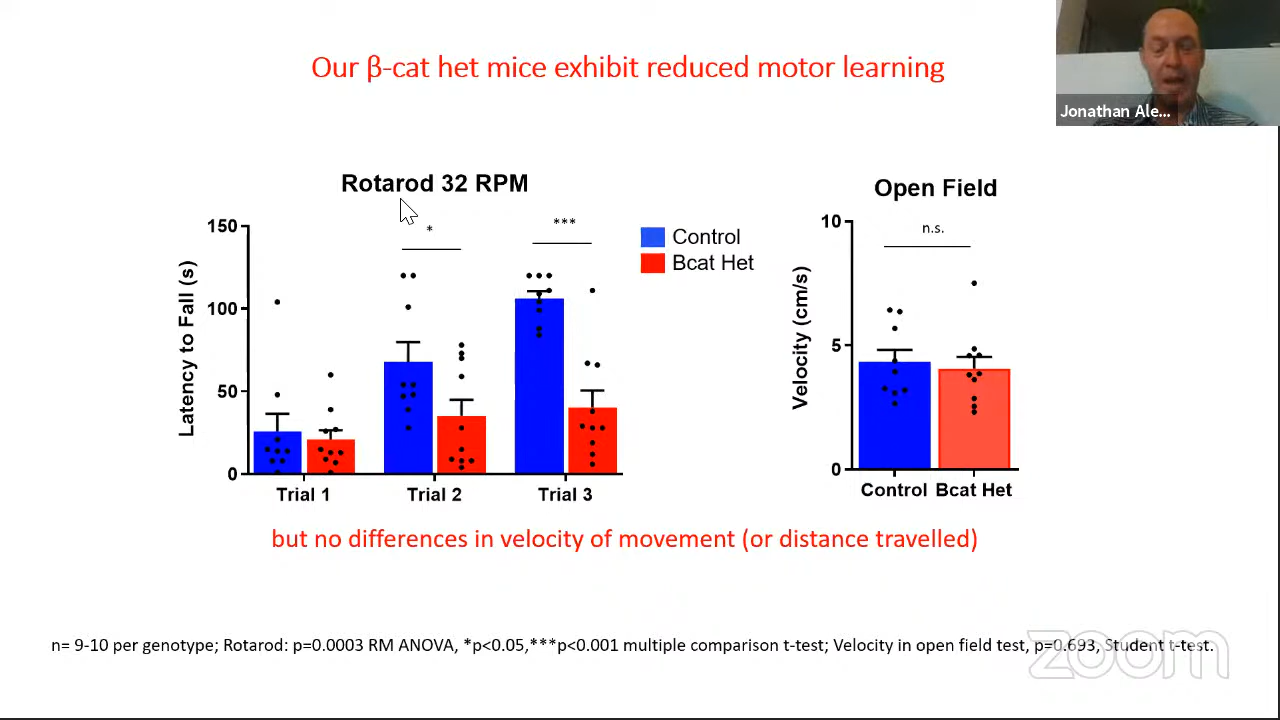 Our β-cat het mice exhibit reduced motor learning
Jonathan Ale...
Rotarod 32 RPM
Open Field
150
100
50
0
Latency to Fall (s)
*
***
Control
Bcat Het
Trial 1
Trial 2
Trial 3
10
5
0
Velocity (cm/s)
n.s.
Control Bcat Het
but no differences in velocity of movement (or distance travelled)
n= 9-10 per genotype; Rotarod: p=0.0003 RM ANOVA, *p<0.05,***p<0.001 multiple comparison t-test; Velocity in open field test, p=0.693, Student t-test.
zoom